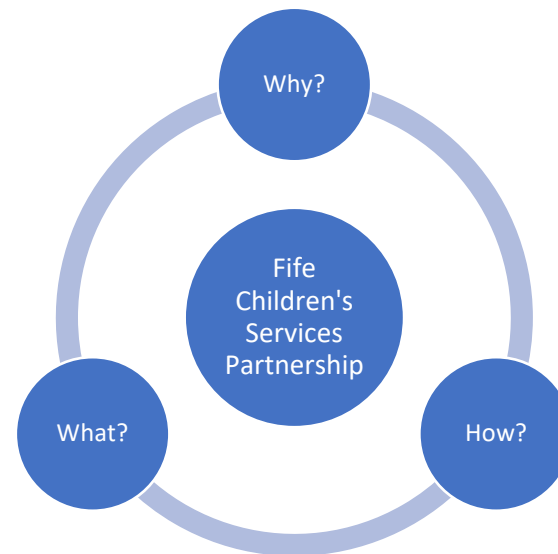 Why?
Fife
Children's
Services
Partnership
What?
How?